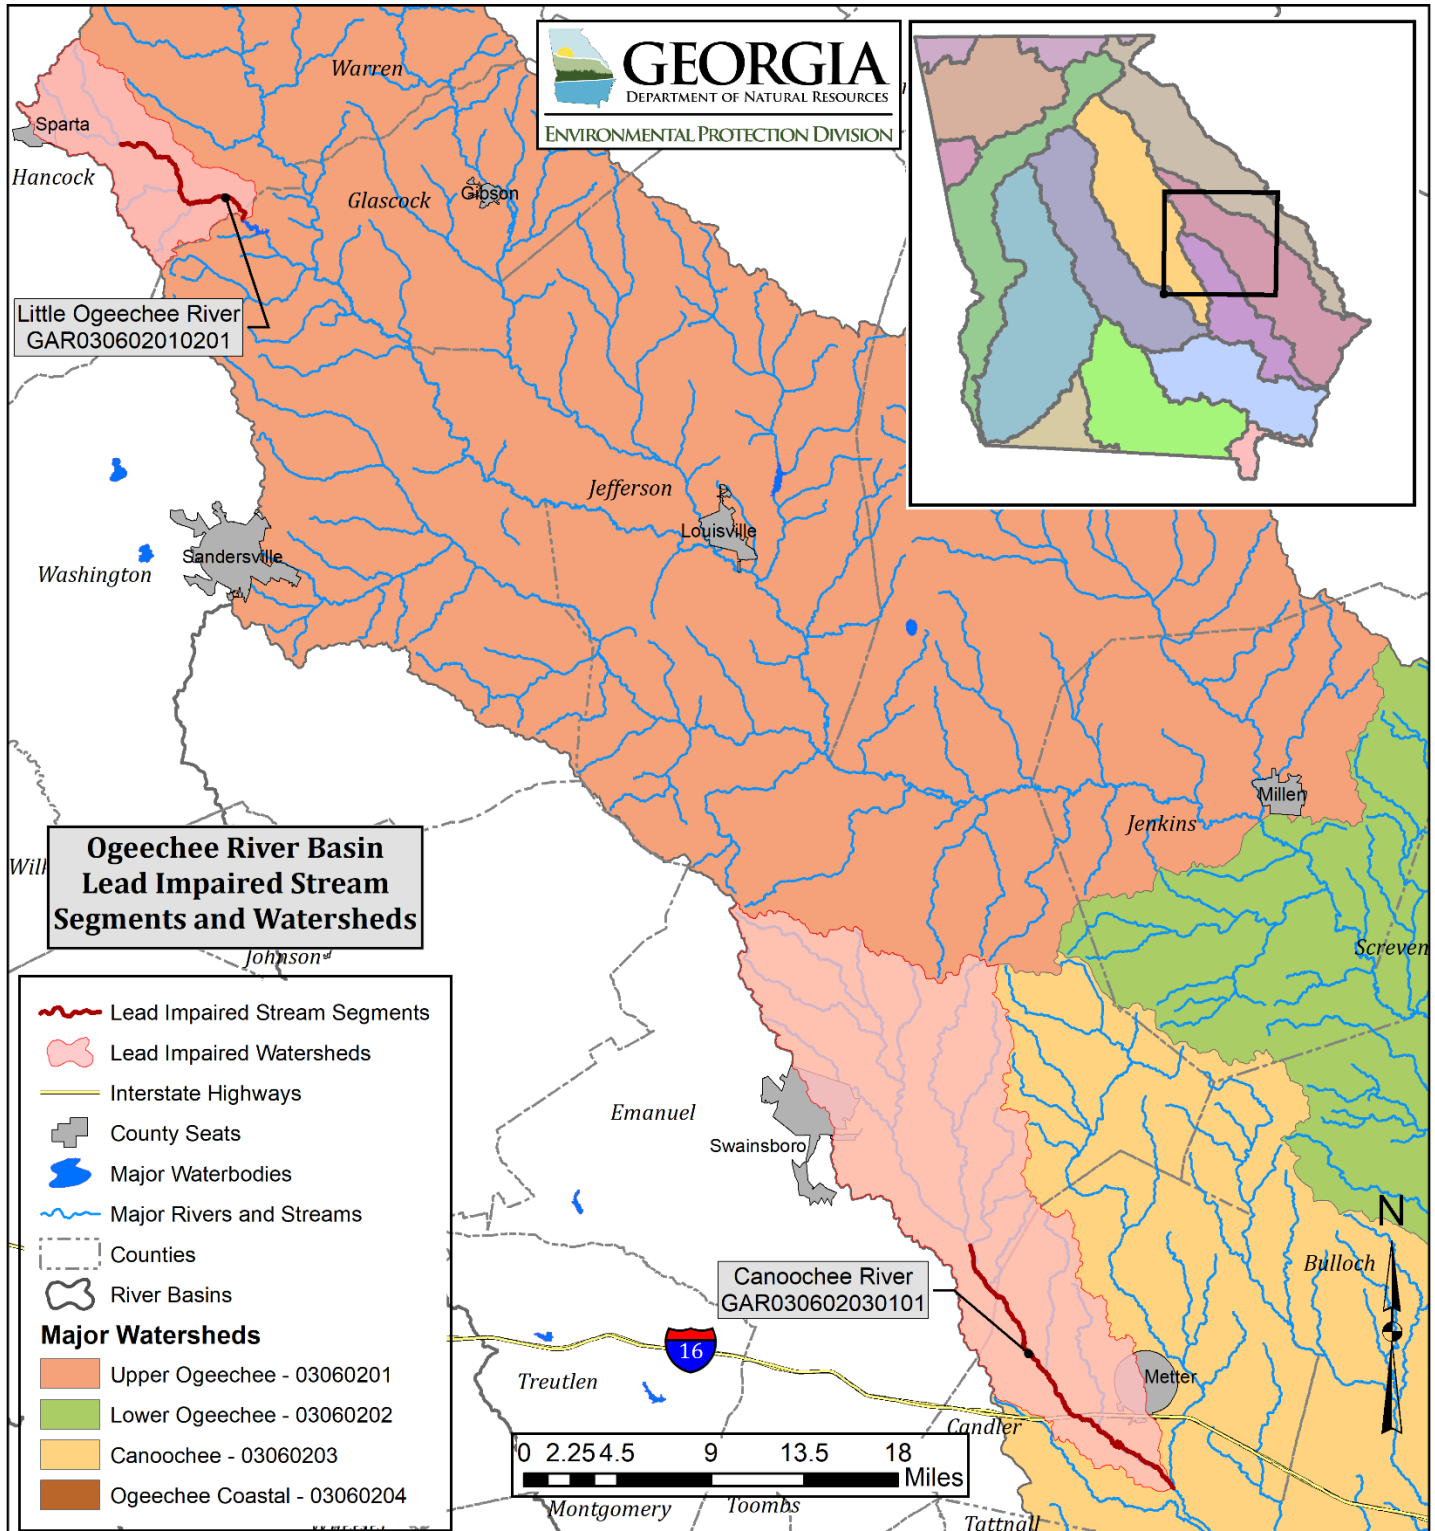 GEORGIA
DEPARTMENT OF NATURAL RESOURCES
ENVIRONMENTAL PROTECTION DIVISION
Warren
Sparta
Hancock
Glascock
Gibson
Little Ogeechee River
GAR030602010201
Jefferson
Louisville
Sandersville
Washington
Millen
Jenkins
Ogeechee River Basin
Lead Impaired Stream
Segments and Watersheds
Johnson
Screven
Emanuel
Swainsboro
N
Bulloch
Canoochee River
GAR030602030101
16
Treutlen
Metter
Candler
0 2.25 4.5 9 13.5 18
Miles
Montgomery
Toombs
Tattnall
Lead Impaired Stream Segments
Lead Impaired Watersheds
Interstate Highways
County Seats
Major Waterbodies
Major Rivers and Streams
Counties
River Basins
Major Watersheds
Upper Ogeechee - 03060201
Lower Ogeechee - 03060202
Canoochee - 03060203
Ogeechee Coastal - 03060204